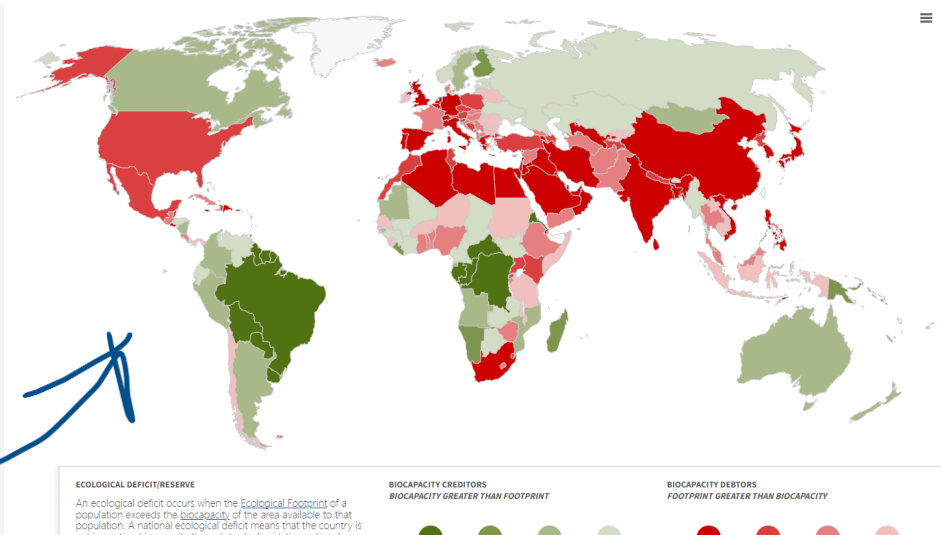 ECOLOGICAL DEFICIT/RESERVE
An ecological deficit occurs when the Ecological Footprint of a
population exceeds the biocapacity of the area available to that
population. A national ecological deficit means that the country is
BIOCAPACITY CREDITORS
BIOCAPACITY GREATER THAN FOOTPRINT
BIOCAPACITY DEBTORS
FOOTPRINT GREATER THAN BIOCAPACITY